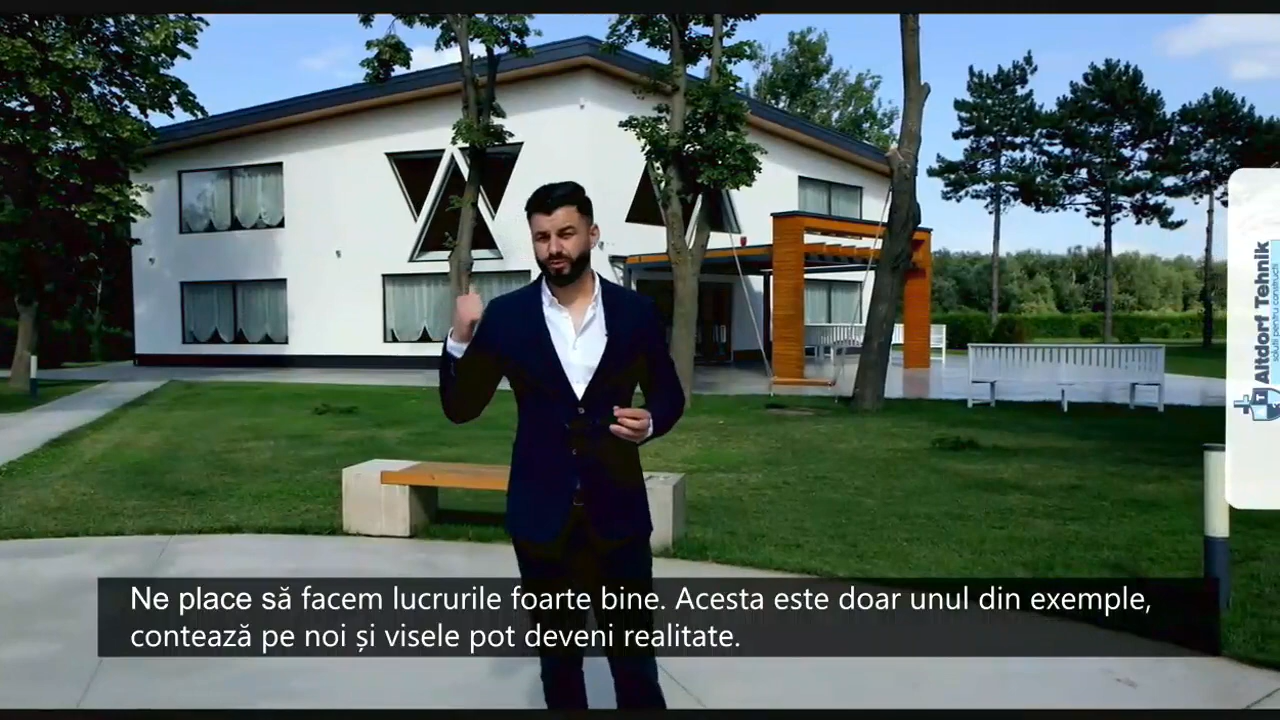 Ne place să facem lucrurile foarte bine. Acesta este doar unul din exemple,
contează pe noi și visele pot deveni realitate.
Altdorf Tehnik